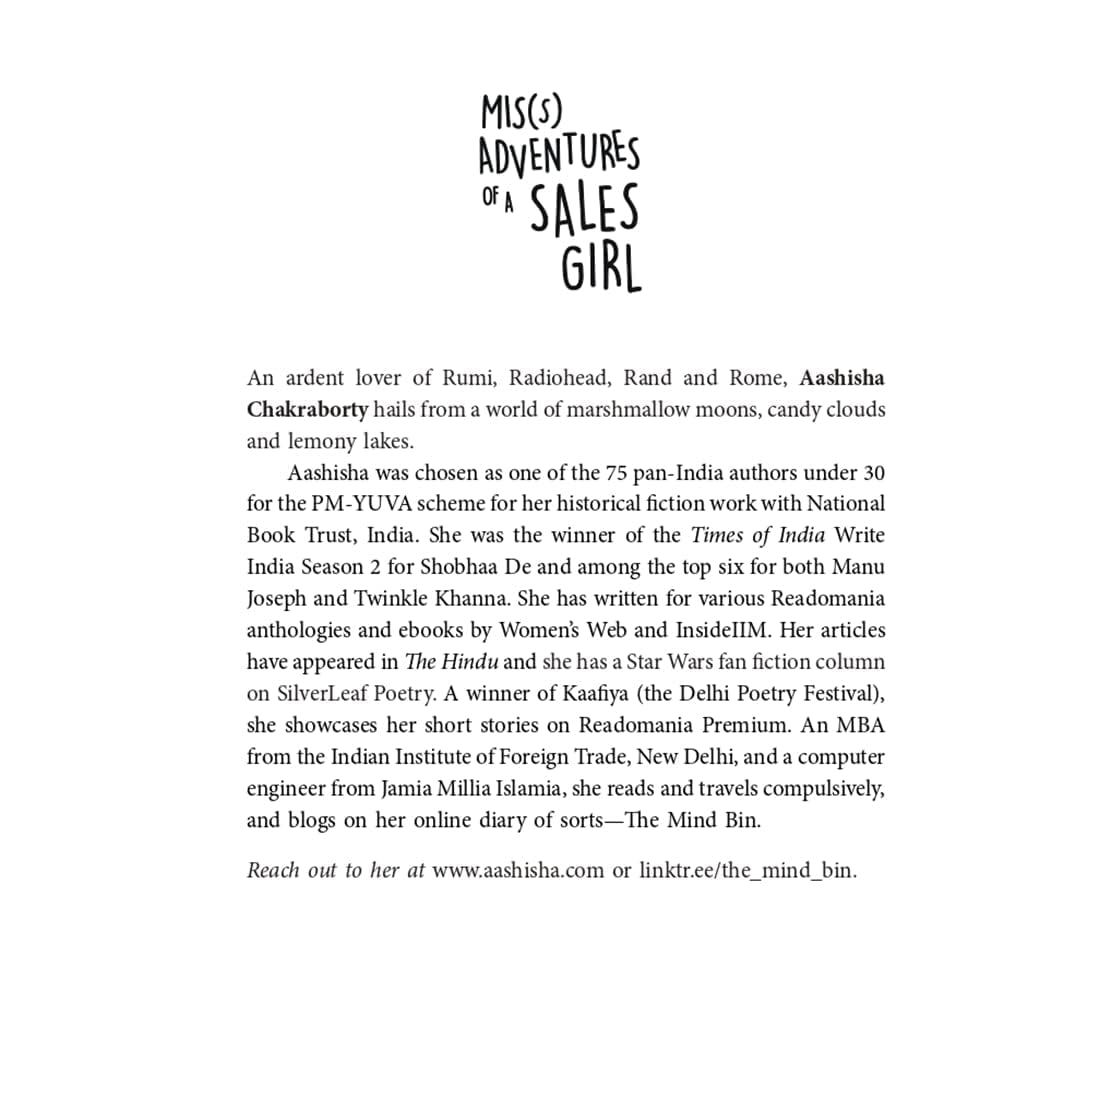 MIS(S)
ADVENTURES
OF A SALES
GIRL
An ardent lover of Rumi, Radiohead, Rand and Rome, Aashisha
Chakraborty hails from a world of marshmallow moons, candy clouds
and lemony lakes.
Aashisha was chosen as one of the 75 pan-India authors under 30
for the PM-YUVA scheme for her historical fiction work with National
Book Trust, India. She was the winner of the Times of India Write
India Season 2 for Shobhaa De and among the top six for both Manu
Joseph and Twinkle Khanna. She has written for various Readomania
anthologies and ebooks by Women’s Web and InsideIIM. Her articles
have appeared in The Hindu and she has a Star Wars fan fiction column
on SilverLeaf Poetry. A winner of Kaafiya (the Delhi Poetry Festival),
she showcases her short stories on Readomania Premium. An MBA
from the Indian Institute of Foreign Trade, New Delhi, and a computer
engineer from Jamia Millia Islamia, she reads and travels compulsively,
and blogs on her online diary of sorts—The Mind Bin.
Reach out to her at www.aashisha.com or linktr.ee/the_mind_bin.